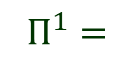 Π¹ =